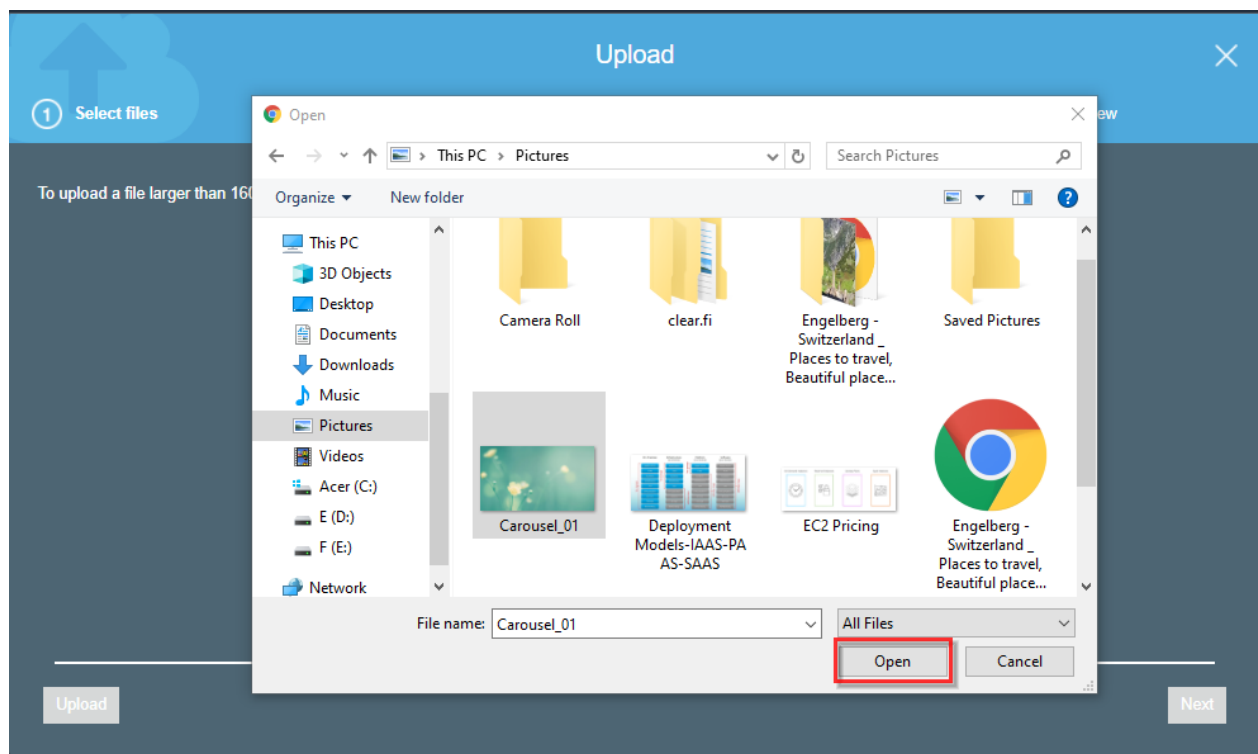 Upload
1 Select files
ew
To upload a file larger than 160
Open
This PC > Pictures
Search Pictures
Organize
New folder
This PC
3D Objects
Desktop
Documents
Downloads
Music
Pictures
Videos
Acer (C:)
E (D:)
F (E:)
Network
Camera Roll
clear.fi
Engelberg -
Switzerland _
Places to travel,
Beautiful place...
Saved Pictures
Carousel_01
Deployment
Models-IAAS-PA
AS-SAAS
EC2 Pricing
Engelberg -
Switzerland _
Places to travel,
Beautiful place...
File name: Carousel_01
All Files
Open
Cancel
Upload
Next